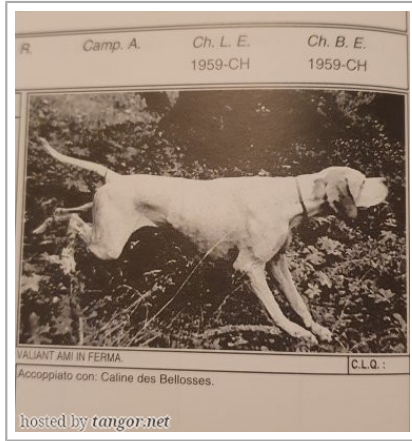 R. Camp. A. Ch. L. E. Ch. B. E.
1959-CH 1959-CH
VALIANT AMI IN FERMA.
C.L.Q. :
Accoppiato con: Caline des Bellosses.
hosted by tangor.net